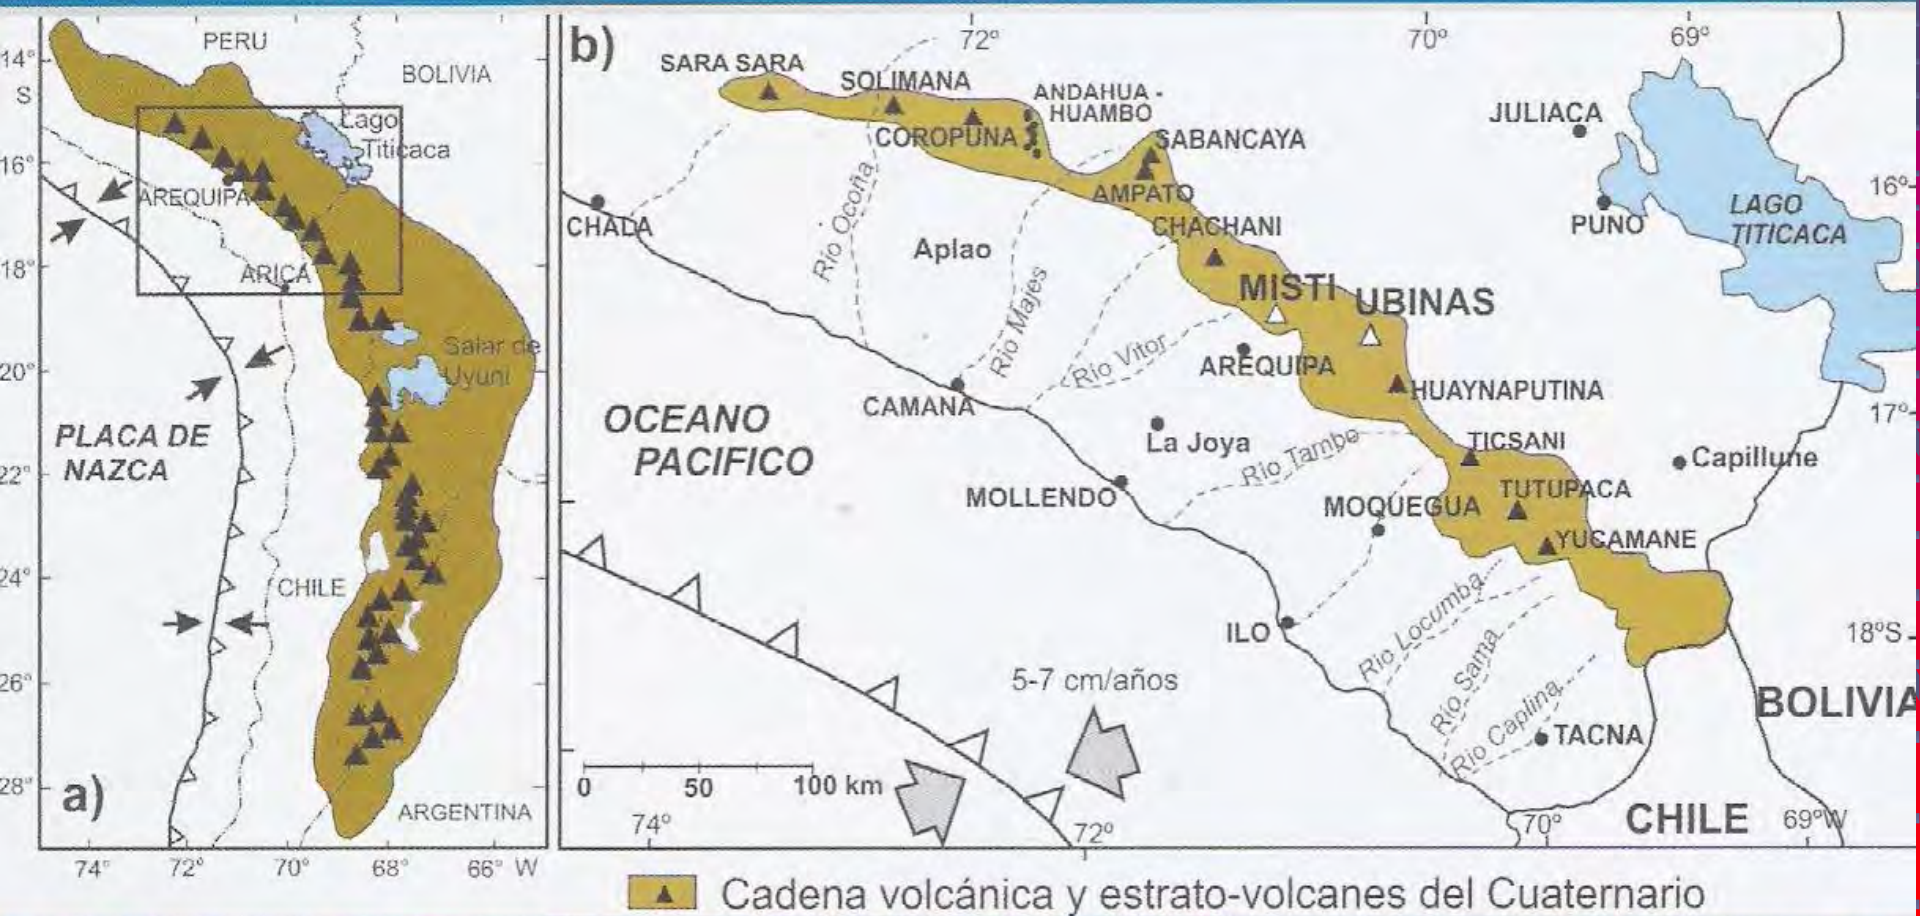 PERU
BOLIVIA
14°
S
Lago
Titicaca
16°
AREQUIPA
18°
ARICA
Salar de
Uyuni
20°
PLACA DE
NAZCA
22°
24°
CHILE
26°
28°
a)
ARGENTINA
74°
72°
70°
68°
66° W
b)
72°
70°
69°
SARA SARA
SOLIMANA
ANDAHUA -
HUAMBO
COROPUNA
SABANCAYA
AMPATO
JULIACA
16°
PUNO
LAGO
TITICACA
CHALA
Rio Ocoña
Aplao
CHACHANI
Rio Majes
MISTI
UBINAS
Rio Vitor
AREQUIPA
HUAYNAPUTINA
CAMANA
17°
OCEANO
PACIFICO
La Joya
Rio Tambo
TICSANI
Capillune
MOLLENDO
MOQUEGUA
TUTUPACA
YUCAMANE
Rio Locumba
ILO
18°S
Rio Sama
5-7 cm/años
Rio Caplina
BOLIVIA
TACNA
0
50
100 km
74°
72°
70°
CHILE
69°W
Cadena volcánica y estrato-volcanes del Cuaternario